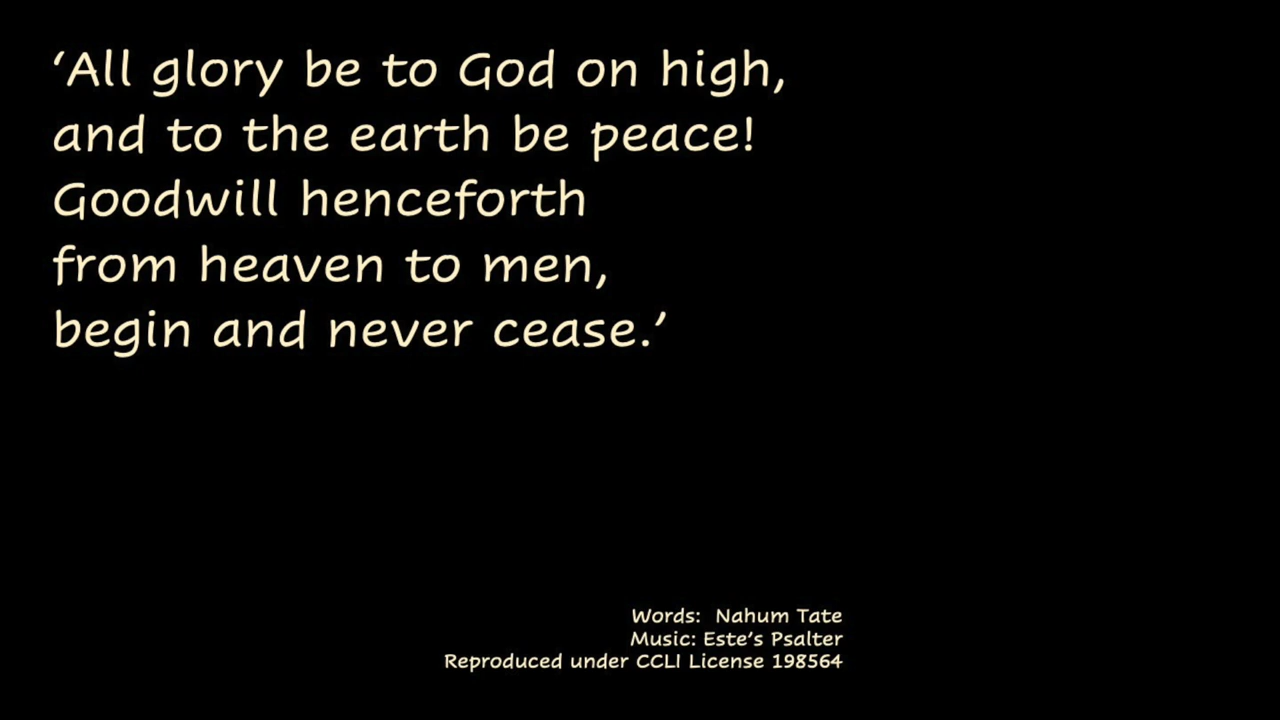 ‘All glory be to God on high,
and to the earth be peace!
Goodwill henceforth
from heaven to men,
begin and never cease.’
Words:  Nahum Tate
Music: Este’s Psalter
Reproduced under CCLI License 198564